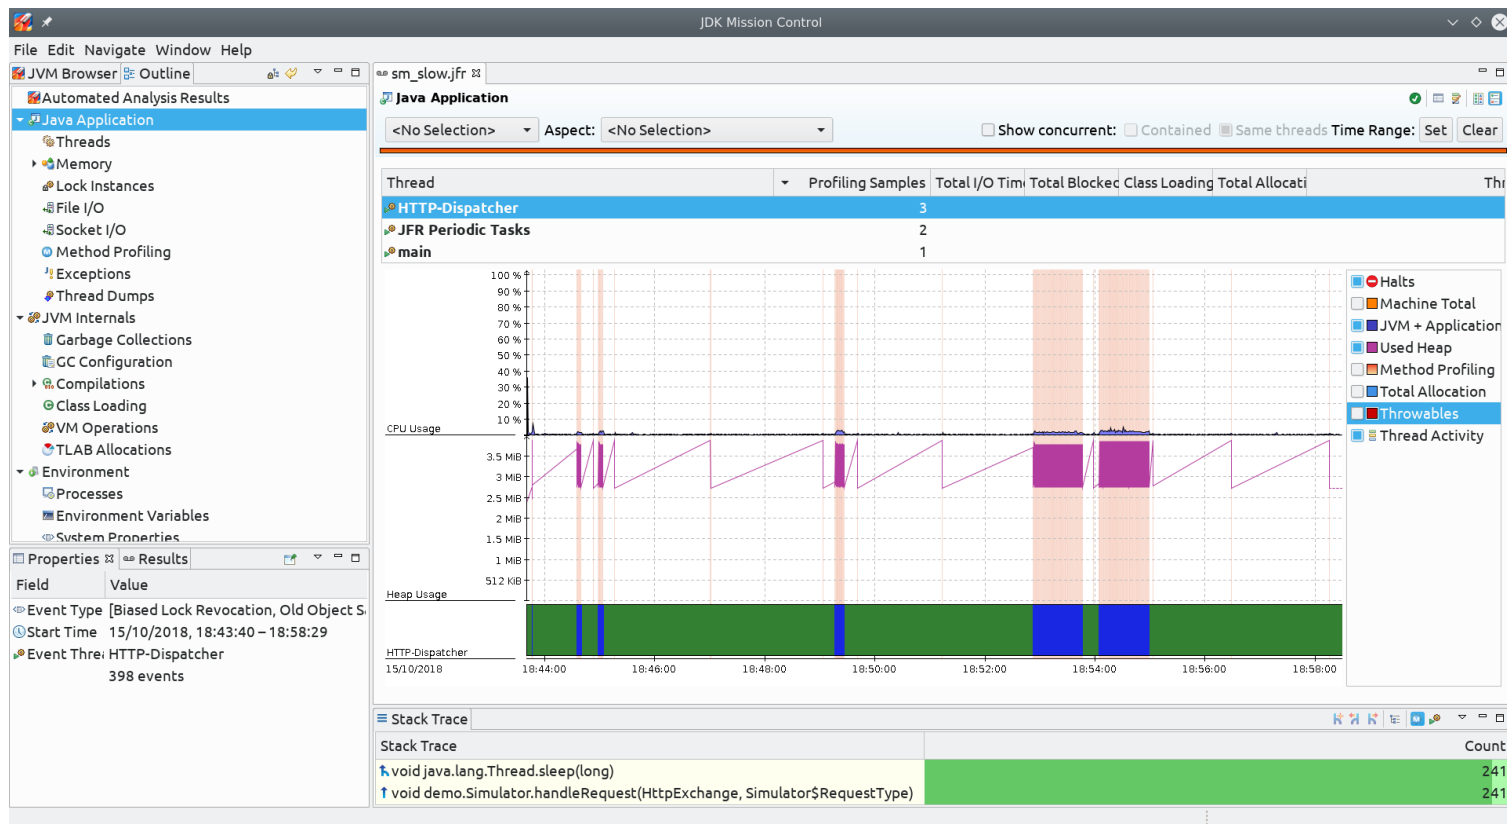 JDK Mission Control
File Edit Navigate Window Help
JVM Browser Outline
Automated Analysis Results
Java Application
Threads
Memory
Lock Instances
File I/O
Socket I/O
Method Profiling
Exceptions
Thread Dumps
JVM Internals
Garbage Collections
GC Configuration
Compilations
Class Loading
VM Operations
TLAB Allocations
Environment
Processes
Environment Variables
System Properties
Properties Results
Field Value
Event Type [Biased Lock Revocation, Old Object S
Start Time 15/10/2018, 18:43:40 – 18:58:29
Event Thre HTTP-Dispatcher
398 events
sm_slow.jfr
Java Application
<No Selection> Aspect: <No Selection> Show concurrent: Contained Same threads Time Range: Set Clear
Thread Profiling Samples Total I/O Time Total Blocked Class Loading Total Allocati Thr
HTTP-Dispatcher 3
JFR Periodic Tasks 2
main 1
100 %
90 %
80 %
70 %
60 %
50 %
40 %
30 %
20 %
10 %
CPU Usage
3.5 MiB
3 MiB
2.5 MiB
2 MiB
1.5 MiB
1 MiB
512 KiB
Heap Usage
HTTP-Dispatcher
15/10/2018 18:44:00 18:46:00 18:48:00 18:50:00 18:52:00 18:54:00 18:56:00 18:58:00
Halts
Machine Total
JVM + Application
Used Heap
Method Profiling
Total Allocation
Throwables
Thread Activity
Stack Trace
Stack Trace Count
void java.lang.Thread.sleep(long) 241
void demo.Simulator.handleRequest(HttpExchange, Simulator$RequestType) 241